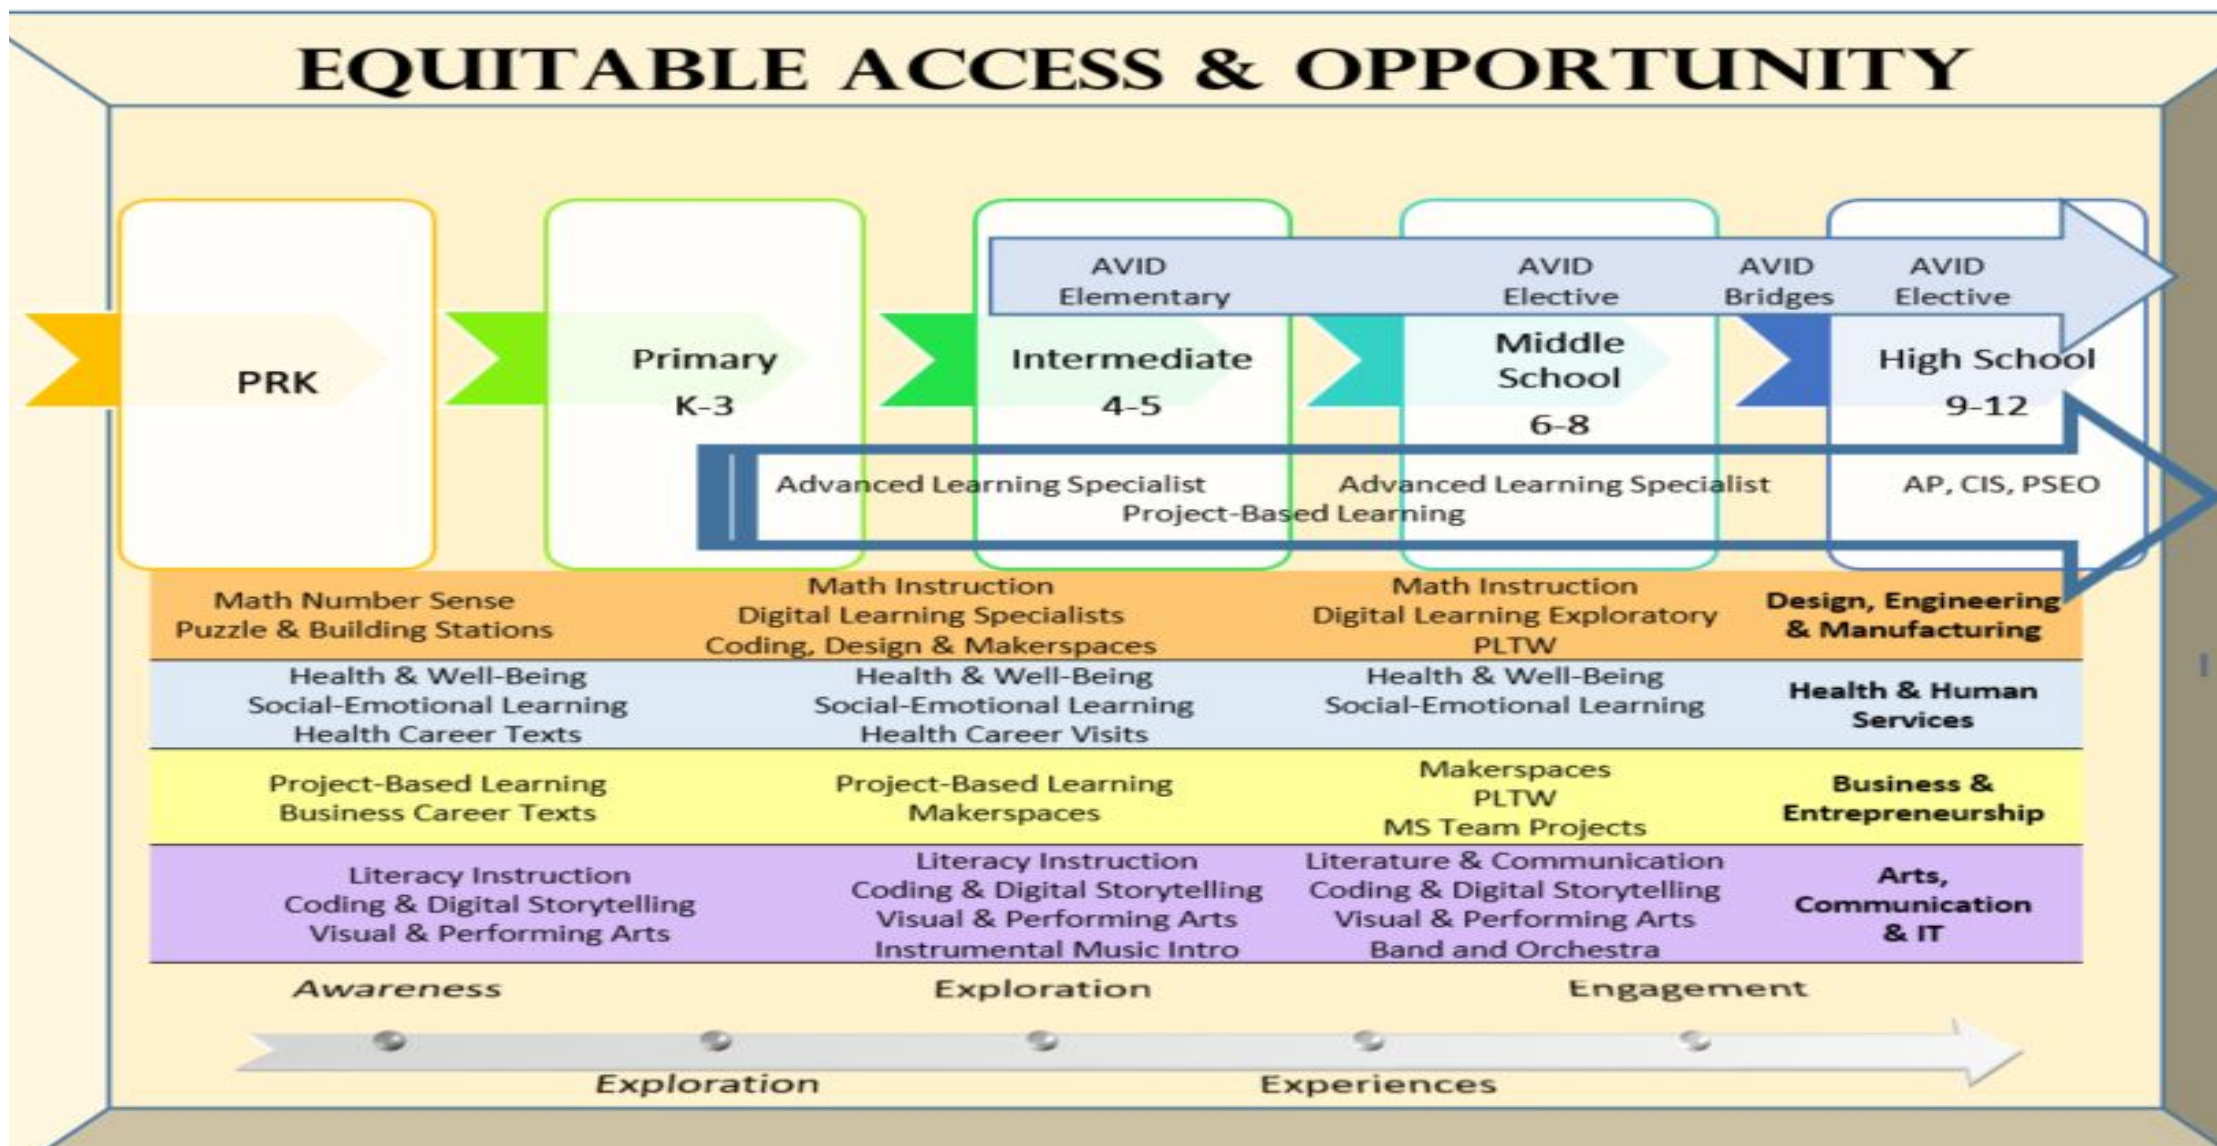 EQUITABLE ACCESS & OPPORTUNITY
AVID
Elementary
AVID
Elective
AVID
Bridges
AVID
Elective
PRK
Primary
K-3
Intermediate
4-5
Middle
School
6-8
High School
9-12
Advanced Learning Specialist
Advanced Learning Specialist
Project-Based Learning
AP, CIS, PSEO
Math Number Sense
Puzzle & Building Stations
Math Instruction
Digital Learning Specialists
Coding, Design & Makerspaces
Math Instruction
Digital Learning Exploratory
PLTW
Design, Engineering
& Manufacturing
Health & Well-Being
Social-Emotional Learning
Health Career Texts
Health & Well-Being
Social-Emotional Learning
Health Career Visits
Health & Well-Being
Social-Emotional Learning
Health & Human
Services
Project-Based Learning
Business Career Texts
Project-Based Learning
Makerspaces
Makerspaces
PLTW
MS Team Projects
Business &
Entrepreneurship
Literacy Instruction
Coding & Digital Storytelling
Visual & Performing Arts
Literacy Instruction
Coding & Digital Storytelling
Visual & Performing Arts
Instrumental Music Intro
Literature & Communication
Coding & Digital Storytelling
Visual & Performing Arts
Band and Orchestra
Arts,
Communication
& IT
Awareness
Exploration
Engagement
Exploration
Experiences